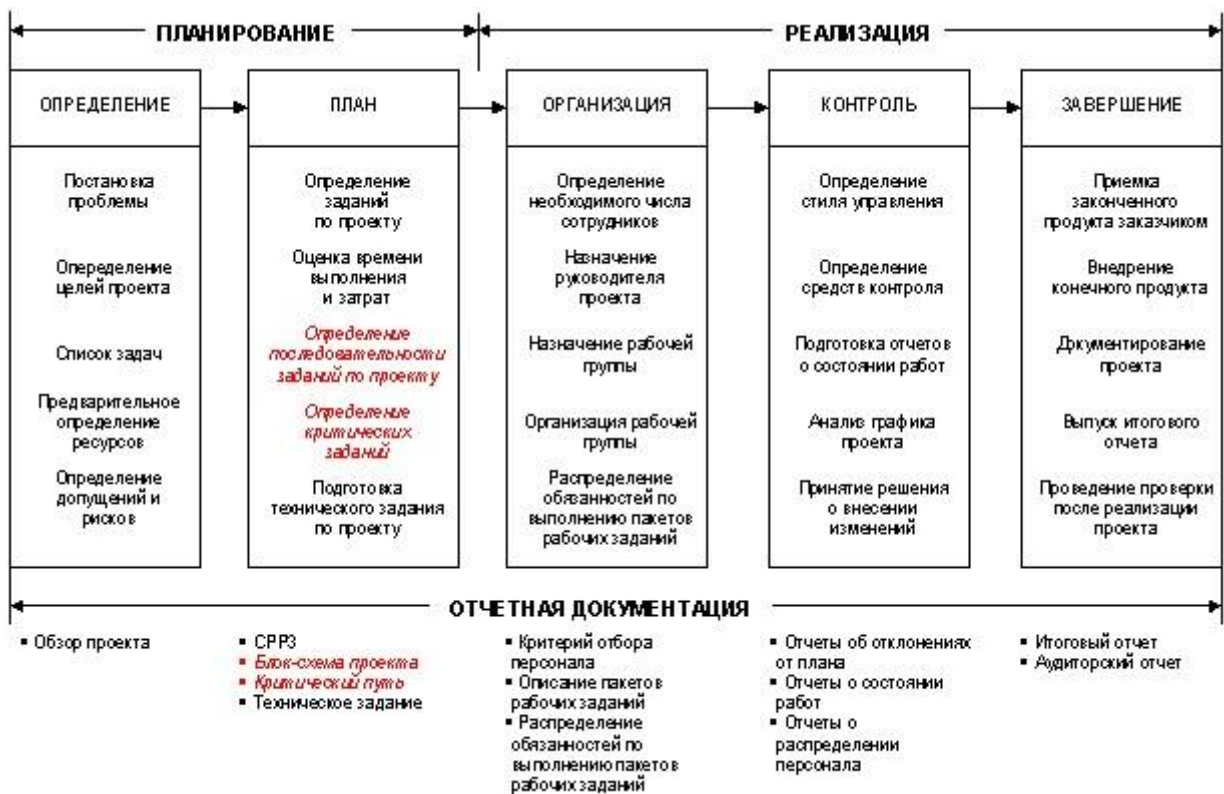 ПЛАНИРОВАНИЕ
РЕАЛИЗАЦИЯ
ОПРЕДЕЛЕНИЕ
Постановка
проблемы
Опеределение
целей проекта
Список задач
Предварительное
определение
ресурсов
Определение
допущений и
рисков
ПЛАН
Определение
заданий
по проекту
Оценка времени
выполнения
и затрат
Определение
последовательности
заданий по проекту
Определение
критических
заданий
Подготовка
технического задания
по проекту
ОРГАНИЗАЦИЯ
Определение
необходимого числа
сотрудников
Назначение
руководителя
проекта
Назначение рабочей
группы
Организация рабочей
группы
Распределение
обязанностей по
выполнению пакетов
рабочих заданий
КОНТРОЛЬ
Определение
стиля управления
Определение
средств контроля
Подготовка отчетов
о состоянии работ
Анализ графика
проекта
Принятие решения
о внесении
изменений
ЗАВЕРШЕНИЕ
Приемка
законченного
продукта заказчиком
Внедрение
конечного продукта
Документирование
проекта
Выпуск итогового
отчета
Проведение проверки
после реализации
проекта
ОТЧЕТНАЯ ДОКУМЕНТАЦИЯ
▪ Обзор проекта
▪ СРРЗ
▪ Блок-схема проекта
▪ Критический путь
▪ Техническое задание
▪ Критерий отбора
персонала
▪ Описание пакетов
рабочих заданий
▪ Распределение
обязанностей по
выполнению пакетов
рабочих заданий
▪ Отчеты об отклонениях
от плана
▪ Отчеты о состоянии
работ
▪ Отчеты о
распределении
персонала
▪ Итоговый отчет
▪ Аудиторский отчет